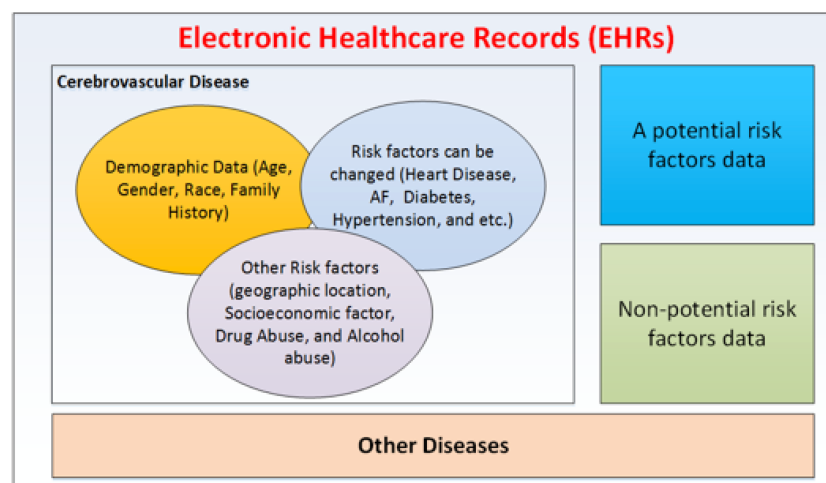 Electronic Healthcare Records (EHRs)
Cerebrovascular Disease
Demographic Data (Age,
Gender, Race, Family
History)
Risk factors can be
changed (Heart Disease,
AF, Diabetes,
Hypertension, and etc.)
Other Risk factors
(geographic location,
Socioeconomic factor,
Drug Abuse, and Alcohol
abuse)
A potential risk
factors data
Non-potential risk
factors data
Other Diseases